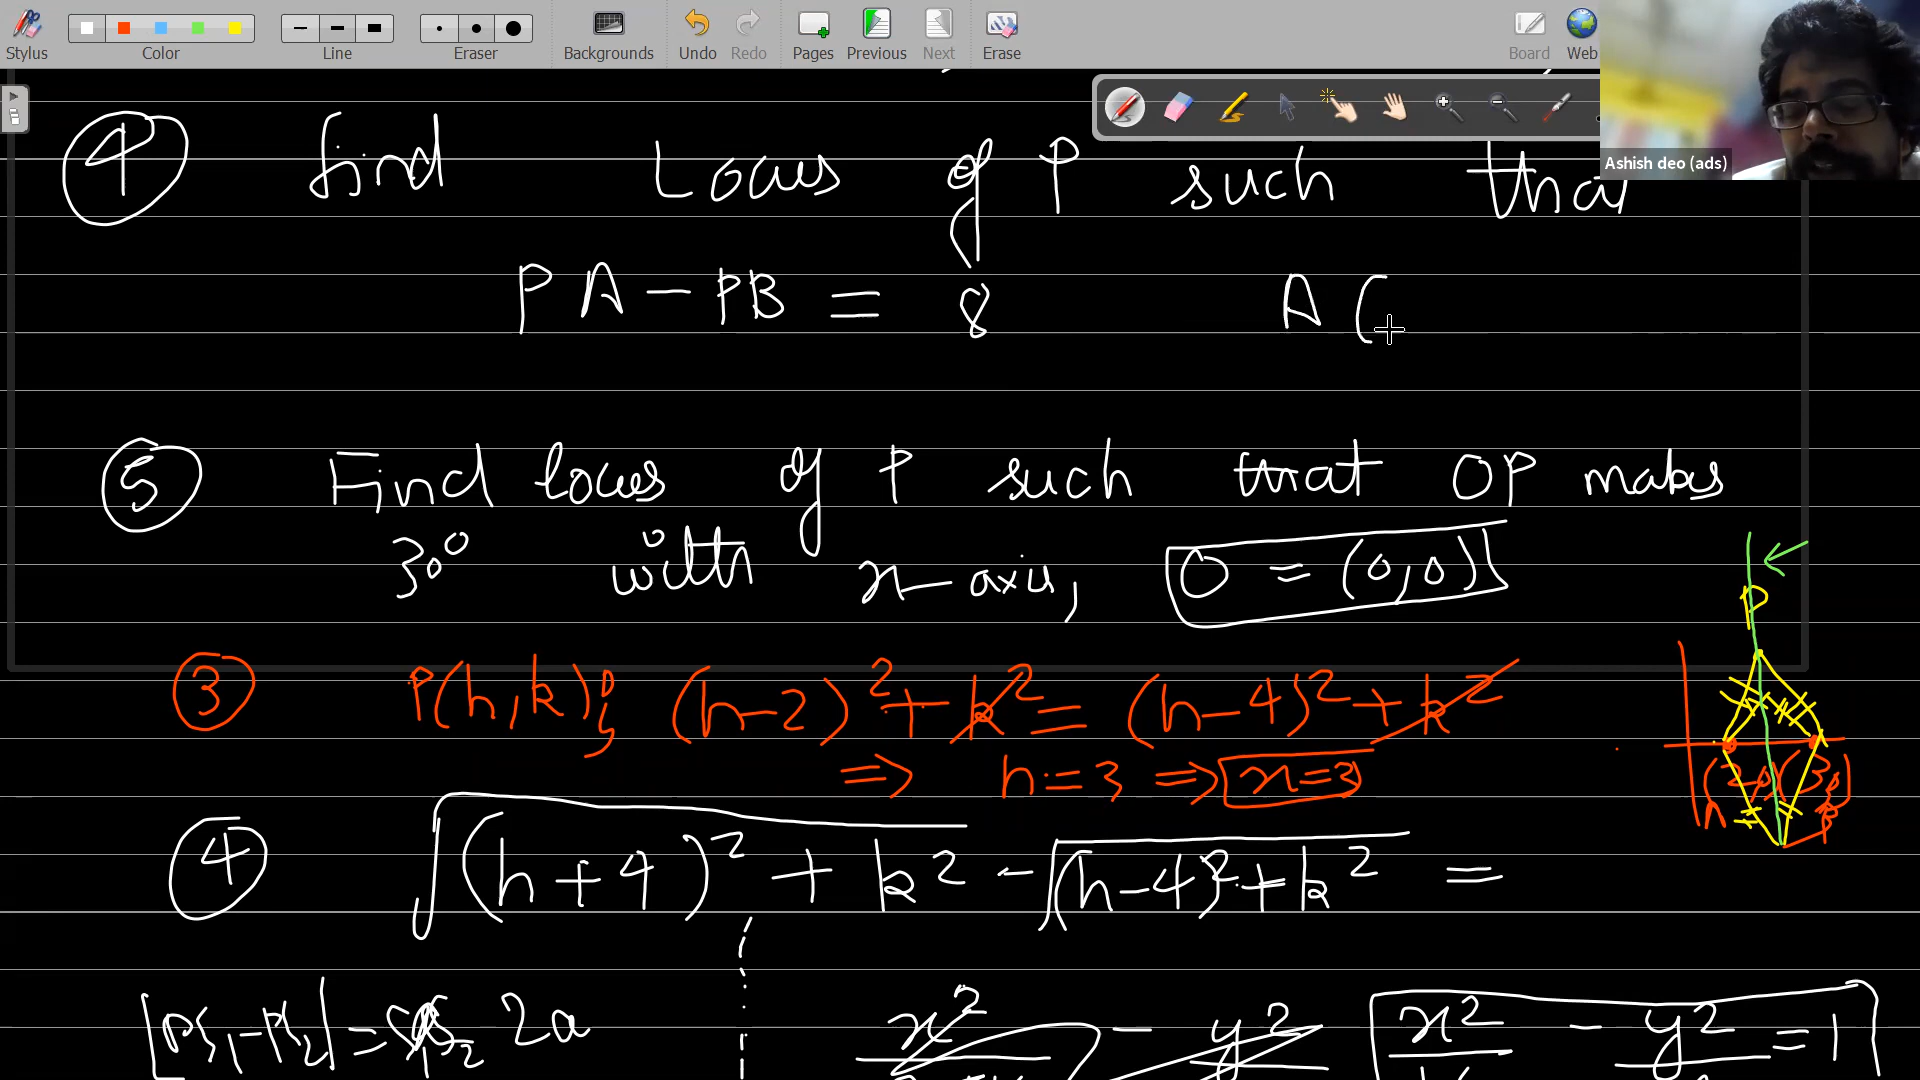 Stylus Color Line Eraser Backgrounds Undo Redo Pages Previous Next Erase Board Web
Ashish deo (ads)
④ find Locus of P such that
PA - PB = 8 A (
⑤ Find locus of P such that OP makes
30° with x-axis, O = (0,0)
P
③ P(h,k); (h-2)² + k² = (h-4)² + k²
⇒ h = 3 ⇒ x = 3
④ √(h+4)² + k² - √(h-4)² + k² =
|PS₁ - PS₂| = 2a x² - y² x² - y² = 1